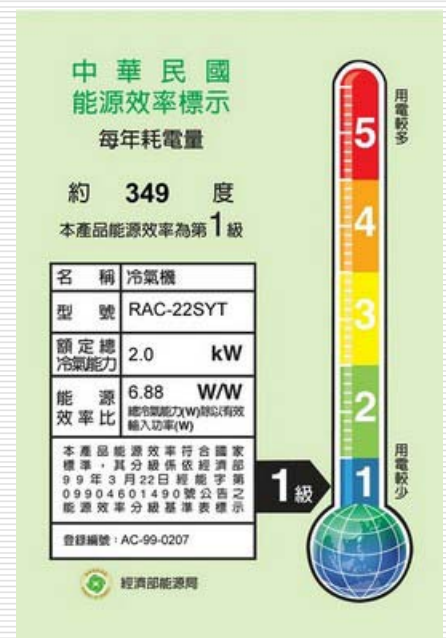 中華民國
能源效率標示
每年耗電量
約 349 度
本產品能源效率為第1級
名稱 冷氣機
型號 RAC-22SYT
額定總冷氣能力 2.0 kW
能源效率比 6.88 W/W
總冷氣能力(W)除以有效
輸入功率(W)
本產品能源效率符合國家
標準，其分級係依經濟部
99年3月22日經能字第
09904601490號公告之
能源效率分級基準表標示
登錄編號：AC-99-0207
經濟部能源局
用電較多
5
4
3
2
1
用電較少
1級